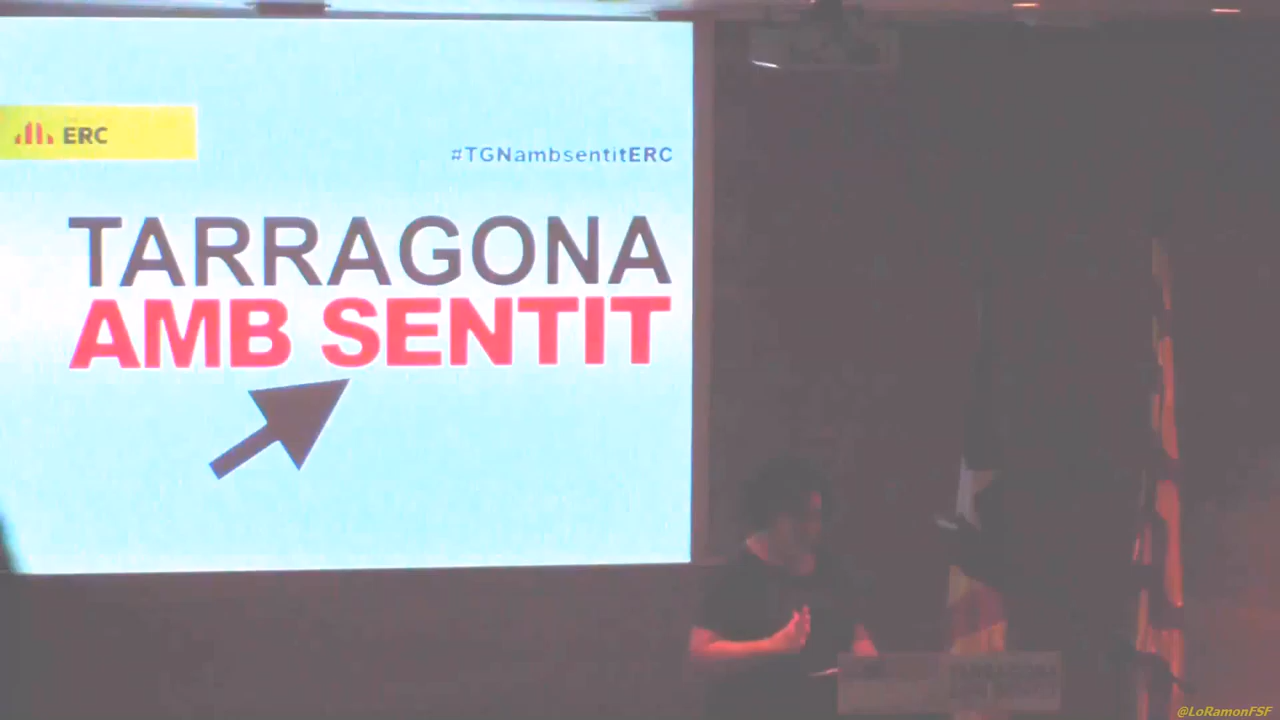 ERC
#TGNambsentitERC
TARRAGONA
AMB SENTIT
@LoRamonFSF